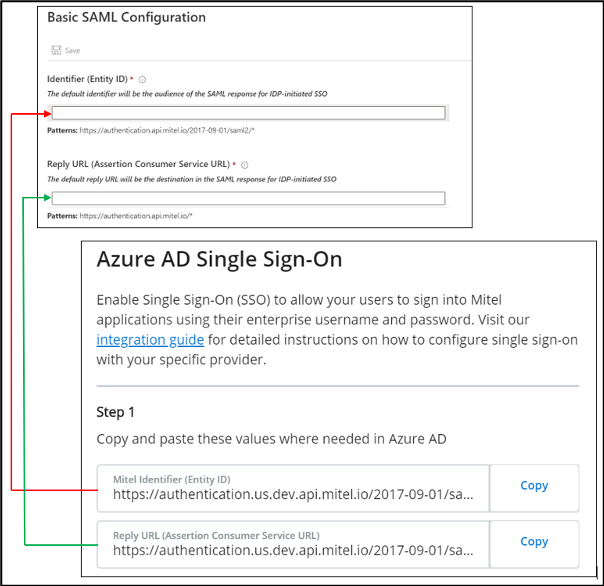 Basic SAML Configuration
Save
Identifier (Entity ID) *
The default identifier will be the audience of the SAML response for IDP-initiated SSO
Patterns: https://authentication.api.mitel.io/2017-09-01/saml2/*
Reply URL (Assertion Consumer Service URL) *
The default reply URL will be the destination in the SAML response for IDP-initiated SSO
Patterns: https://authentication.api.mitel.io/*
Azure AD Single Sign-On
Enable Single Sign-On (SSO) to allow your users to sign into Mitel
applications using their enterprise username and password. Visit our
integration guide for detailed instructions on how to configure single sign-on
with your specific provider.
Step 1
Copy and paste these values where needed in Azure AD
Mitel Identifier (Entity ID)
https://authentication.us.dev.api.mitel.io/2017-09-01/sa...
Copy
Reply URL (Assertion Consumer Service URL)
https://authentication.us.dev.api.mitel.io/2017-09-01/sa...
Copy